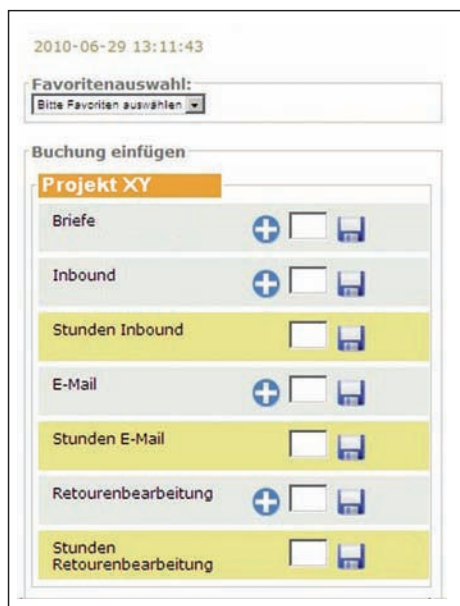 2010-06-29 13:11:43
Favoritenauswahl:
Bitte Favoriten auswählen
Buchung einfügen
Projekt XY
Briefe
Inbound
Stunden Inbound
E-Mail
Stunden E-Mail
Retourenbearbeitung
Stunden
Retourenbearbeitung